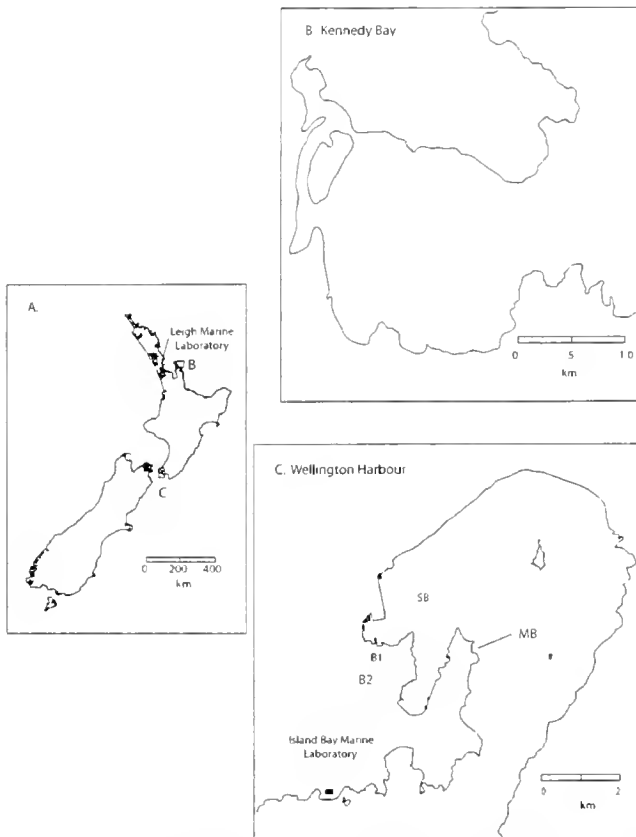 B Kennedy Bay
0 5 10
km
A.
Leigh Marine
Laboratory
B
C
0 200 400
km
C. Wellington Harbour
SB
MB
B1
B2
Island Bay Marine
Laboratory
0 2
km